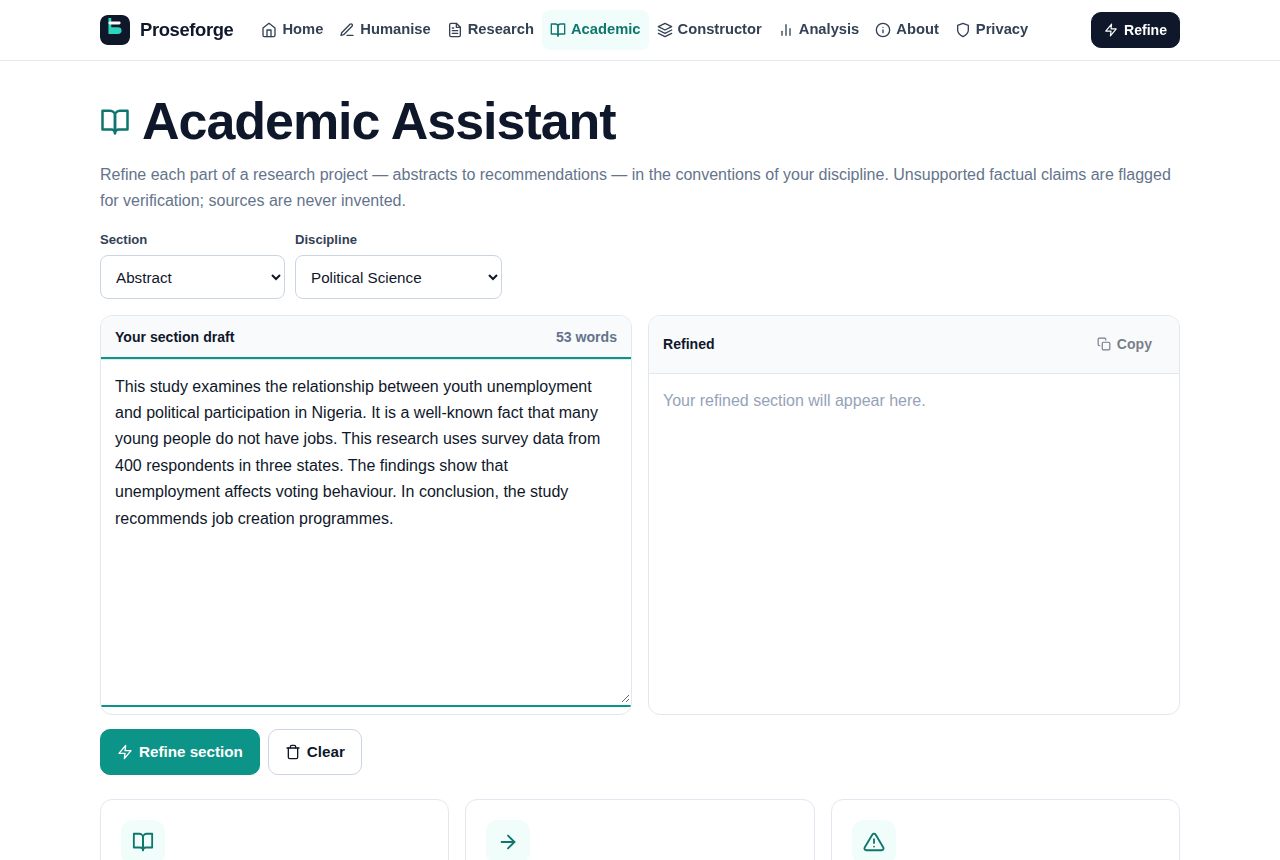 Proseforge
Home
Humanise
Research
Academic
Constructor
Analysis
About
Privacy
Refine
Academic Assistant
Refine each part of a research project — abstracts to recommendations — in the conventions of your discipline. Unsupported factual claims are flagged
for verification; sources are never invented.
Section
Discipline
Abstract
Political Science
Your section draft
53 words
This study examines the relationship between youth unemployment
and political participation in Nigeria. It is a well-known fact that many
young people do not have jobs. This research uses survey data from
400 respondents in three states. The findings show that
unemployment affects voting behaviour. In conclusion, the study
recommends job creation programmes.
Refined
Copy
Your refined section will appear here.
Refine section
Clear